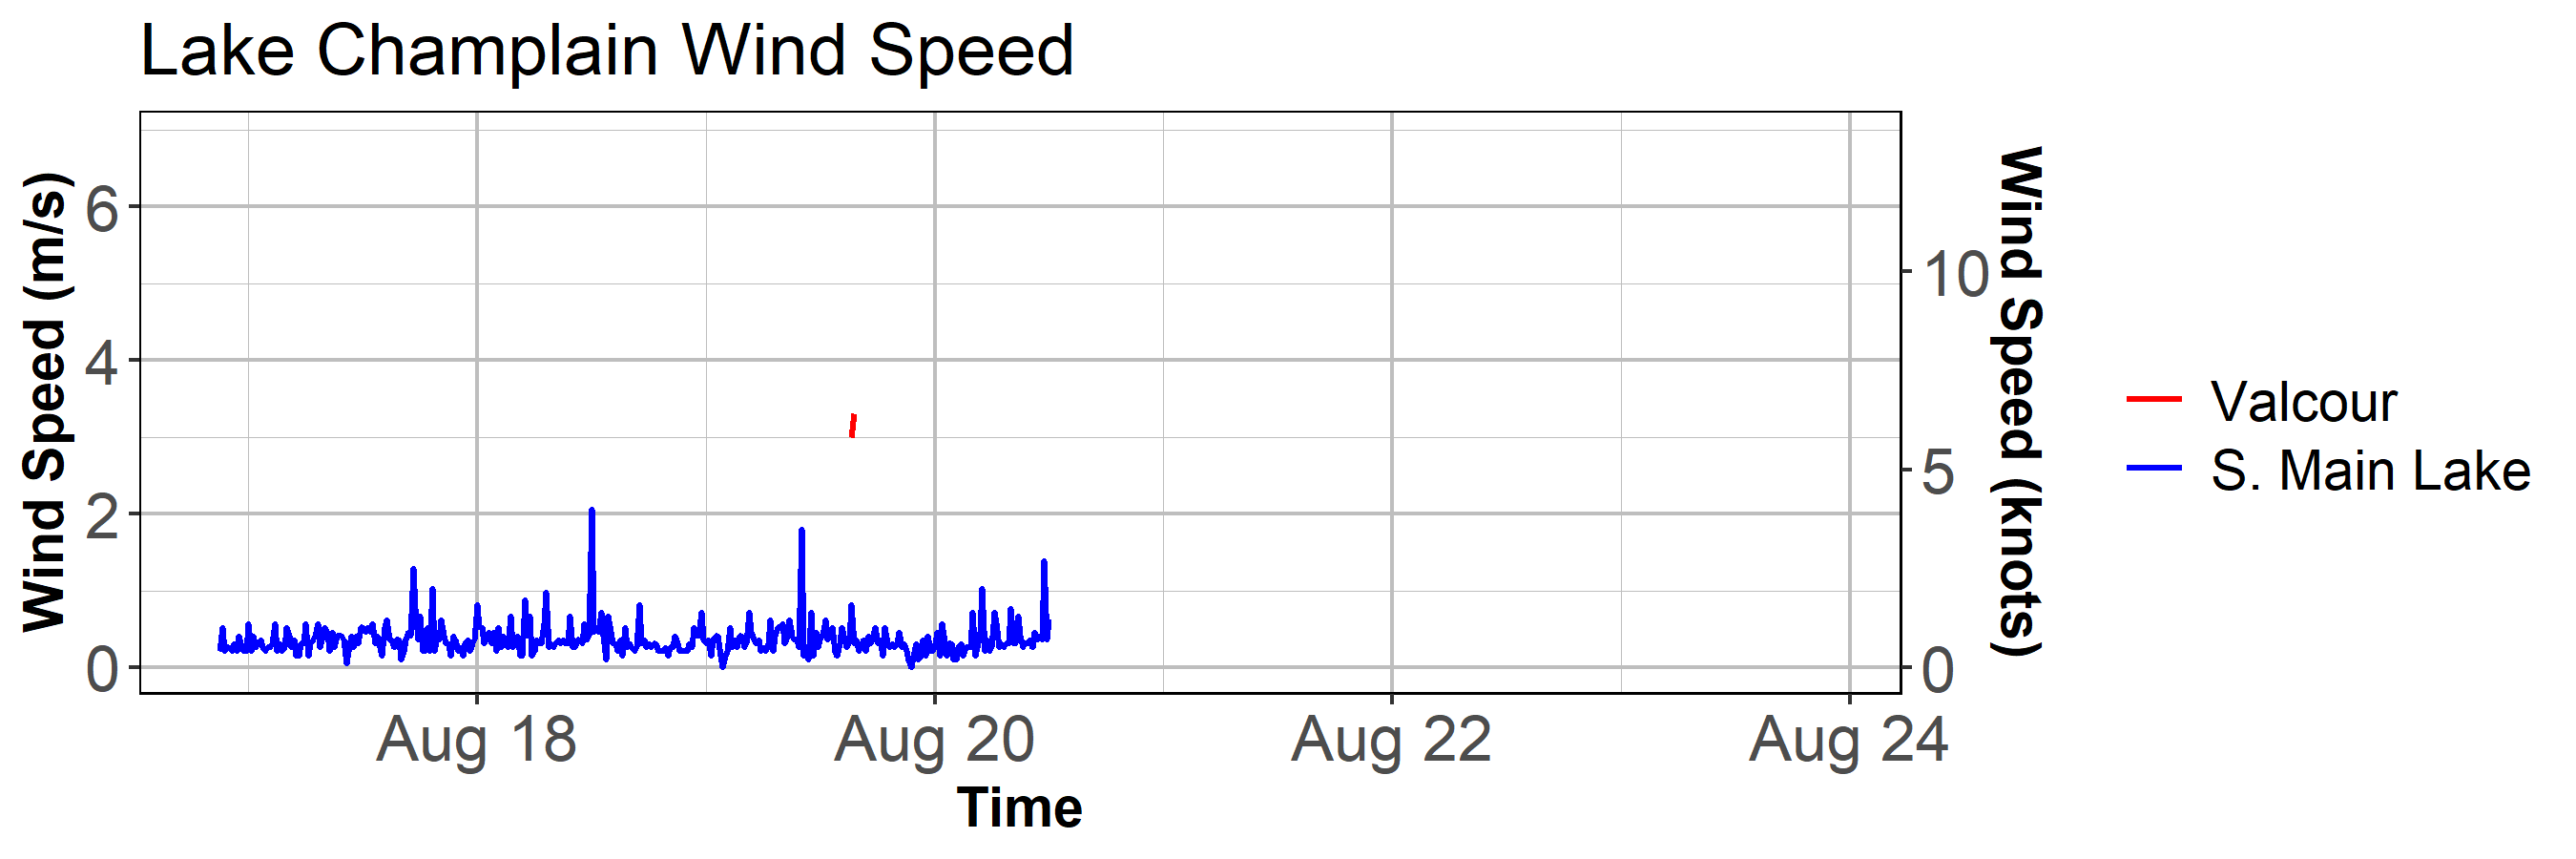 Lake Champlain Wind Speed
Wind Speed (m/s)
6
4
2
0
10
5
0
Wind Speed (knots)
Aug 18
Aug 20
Aug 22
Aug 24
Time
Valcour
S. Main Lake